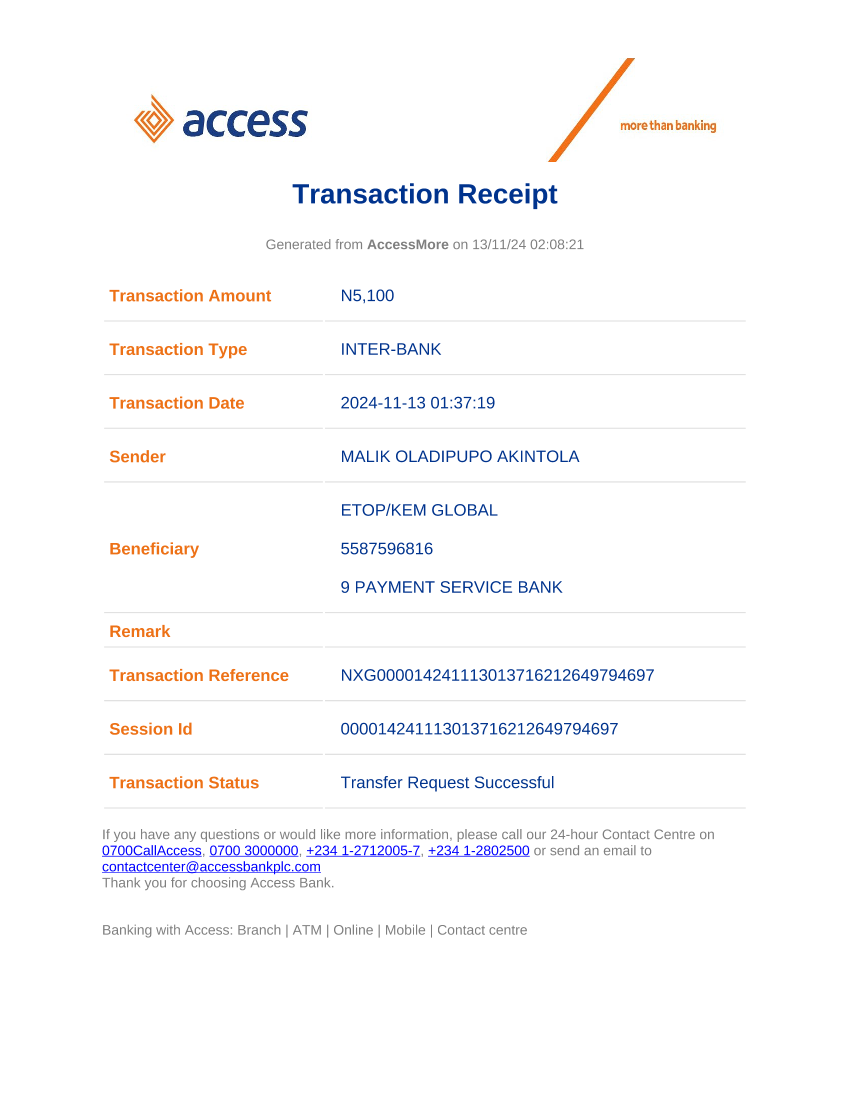 access
more than banking
Transaction Receipt
Generated from AccessMore on 13/11/24 02:08:21
Transaction Amount N5,100
Transaction Type INTER-BANK
Transaction Date 2024-11-13 01:37:19
Sender MALIK OLADIPUPO AKINTOLA
ETOP/KEM GLOBAL
Beneficiary 5587596816
9 PAYMENT SERVICE BANK
Remark
Transaction Reference NXG000014241113013716212649794697
Session Id 000014241113013716212649794697
Transaction Status Transfer Request Successful
If you have any questions or would like more information, please call our 24-hour Contact Centre on
0700CallAccess, 0700 3000000, +234 1-2712005-7, +234 1-2802500 or send an email to
contactcenter@accessbankplc.com
Thank you for choosing Access Bank.
Banking with Access: Branch | ATM | Online | Mobile | Contact centre